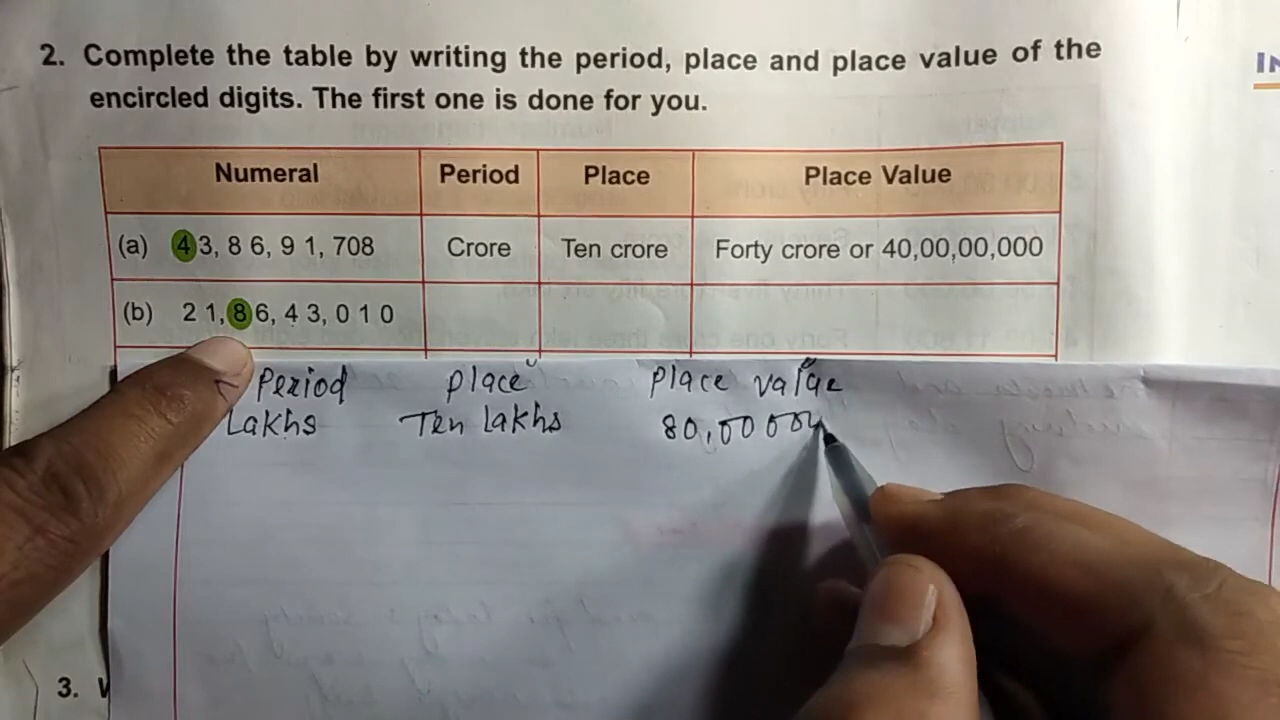 2. Complete the table by writing the period, place and place value of the
encircled digits. The first one is done for you.
Numeral Period Place Place Value
(a) 43, 86, 91, 708 Crore Ten crore Forty crore or 40,00,00,000
(b) 21,86, 43, 010
Period Place Place value
Lakhs Ten lakhs 80,0000
3.